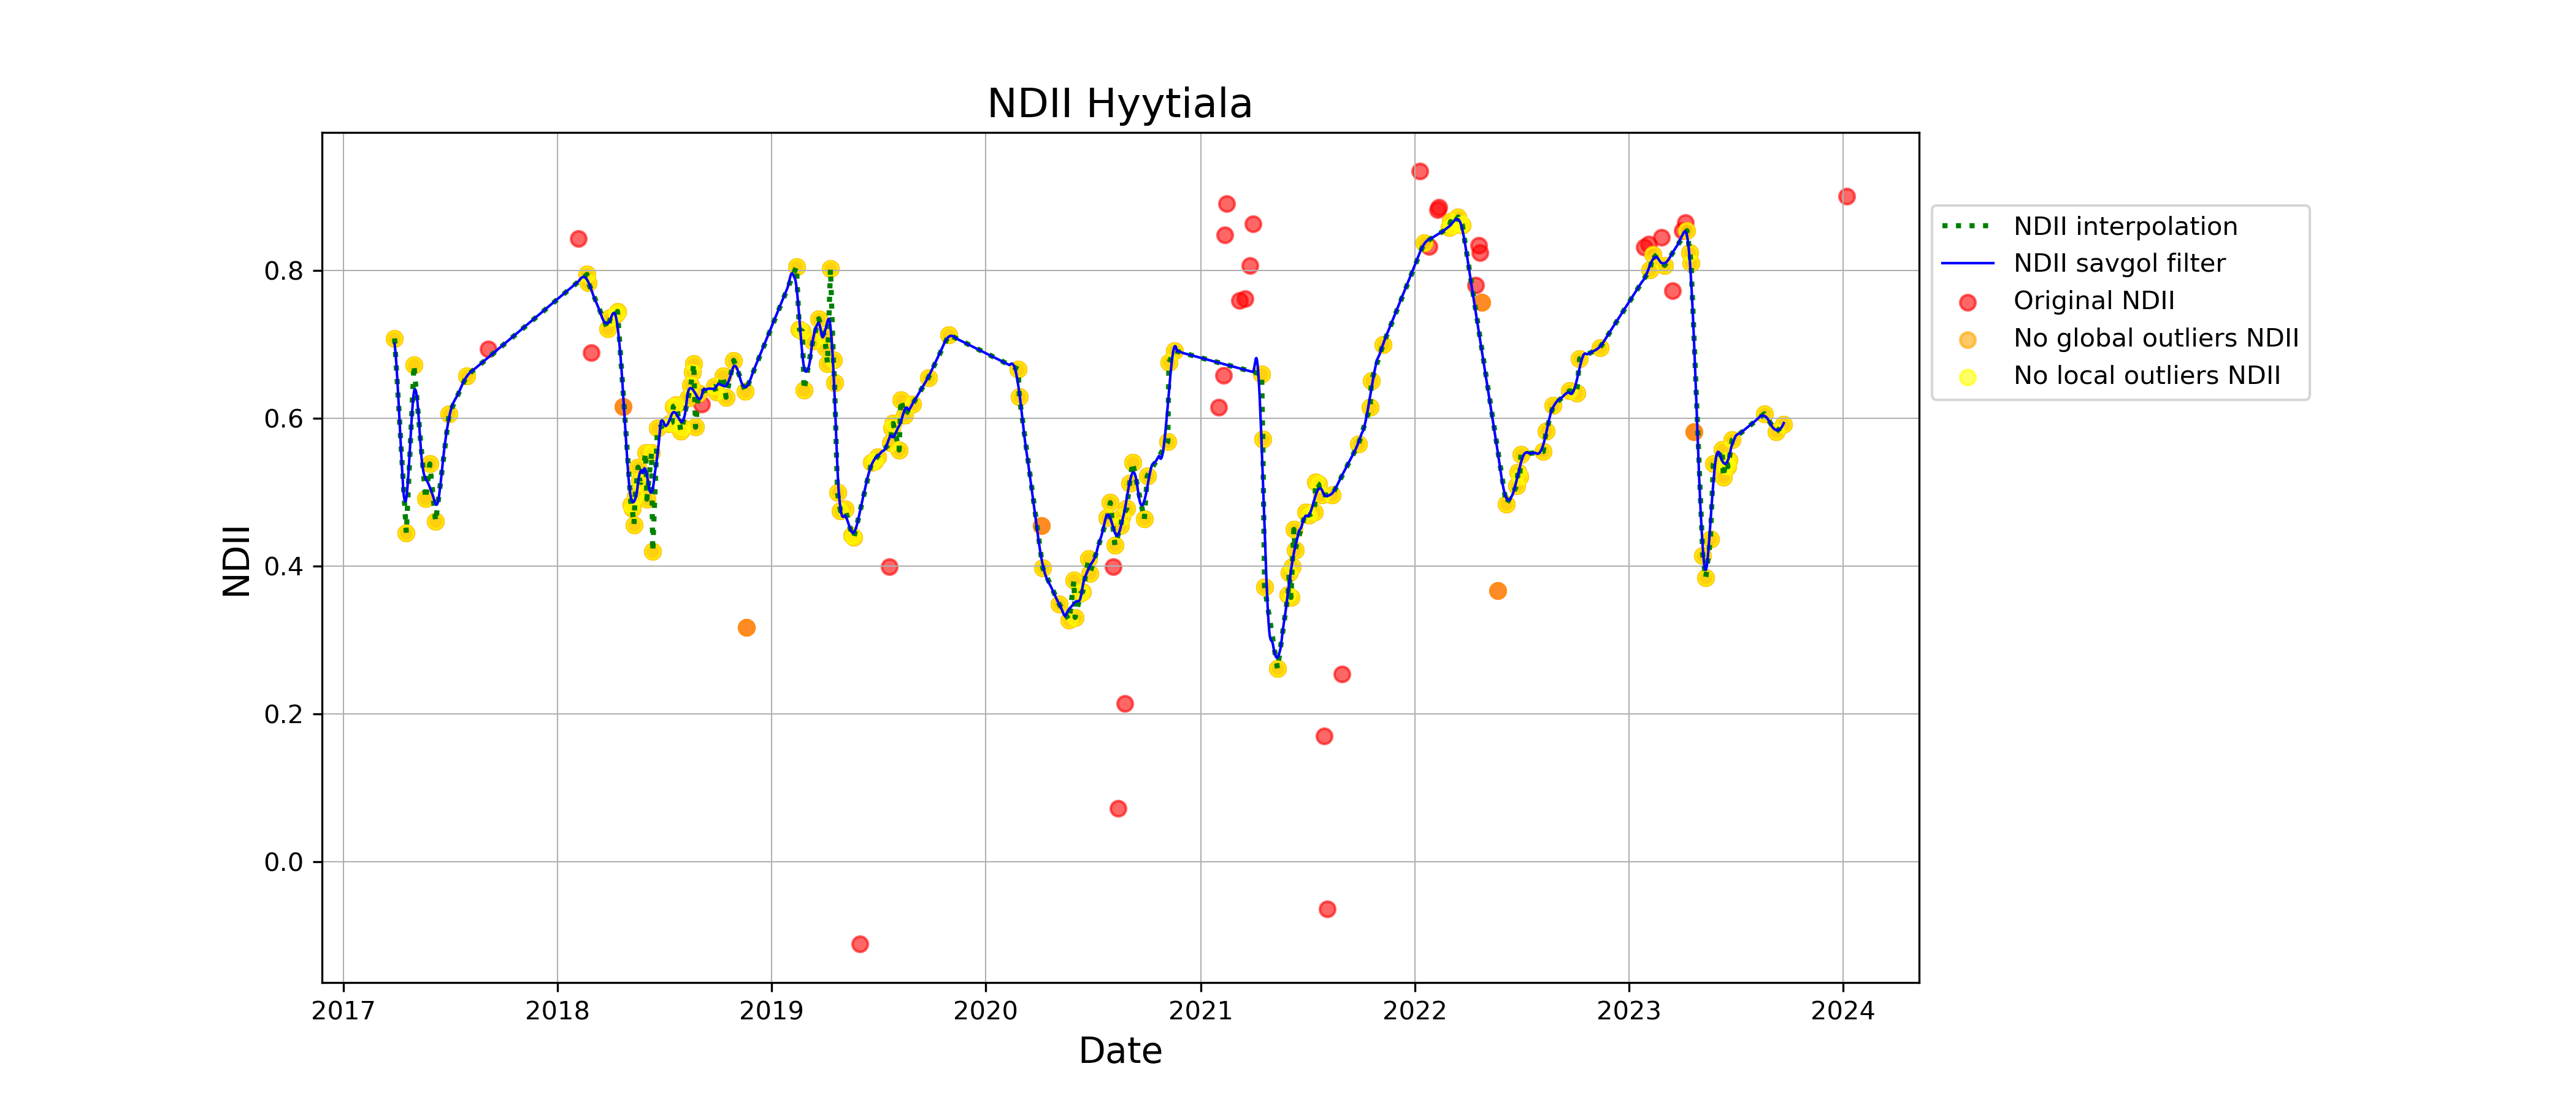 NDII Hyytiala
NDII interpolation
NDII savgol filter
Original NDII
No global outliers NDII
No local outliers NDII
NDII
0.8
0.6
0.4
0.2
0.0
2017 2018 2019 2020 2021 2022 2023 2024
Date